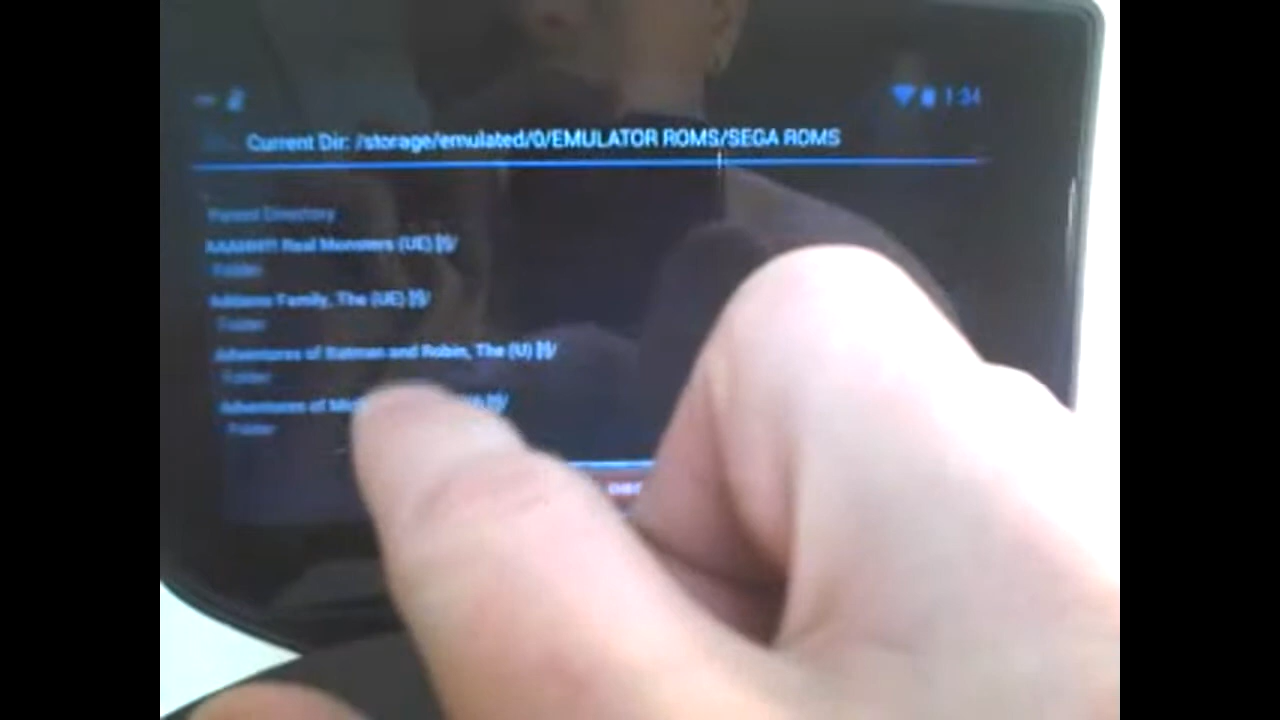 1:34
Current Dir: /storage/emulated/0/EMULATOR ROMS/SEGA ROMS
Parent Directory
AAAHH!!! Real Monsters (UE) [!]/
Folder
Addams Family, The (UE) [!]/
Folder
Adventures of Batman and Robin, The (U) [!]/
Folder
Adventures of [!]/
Folder